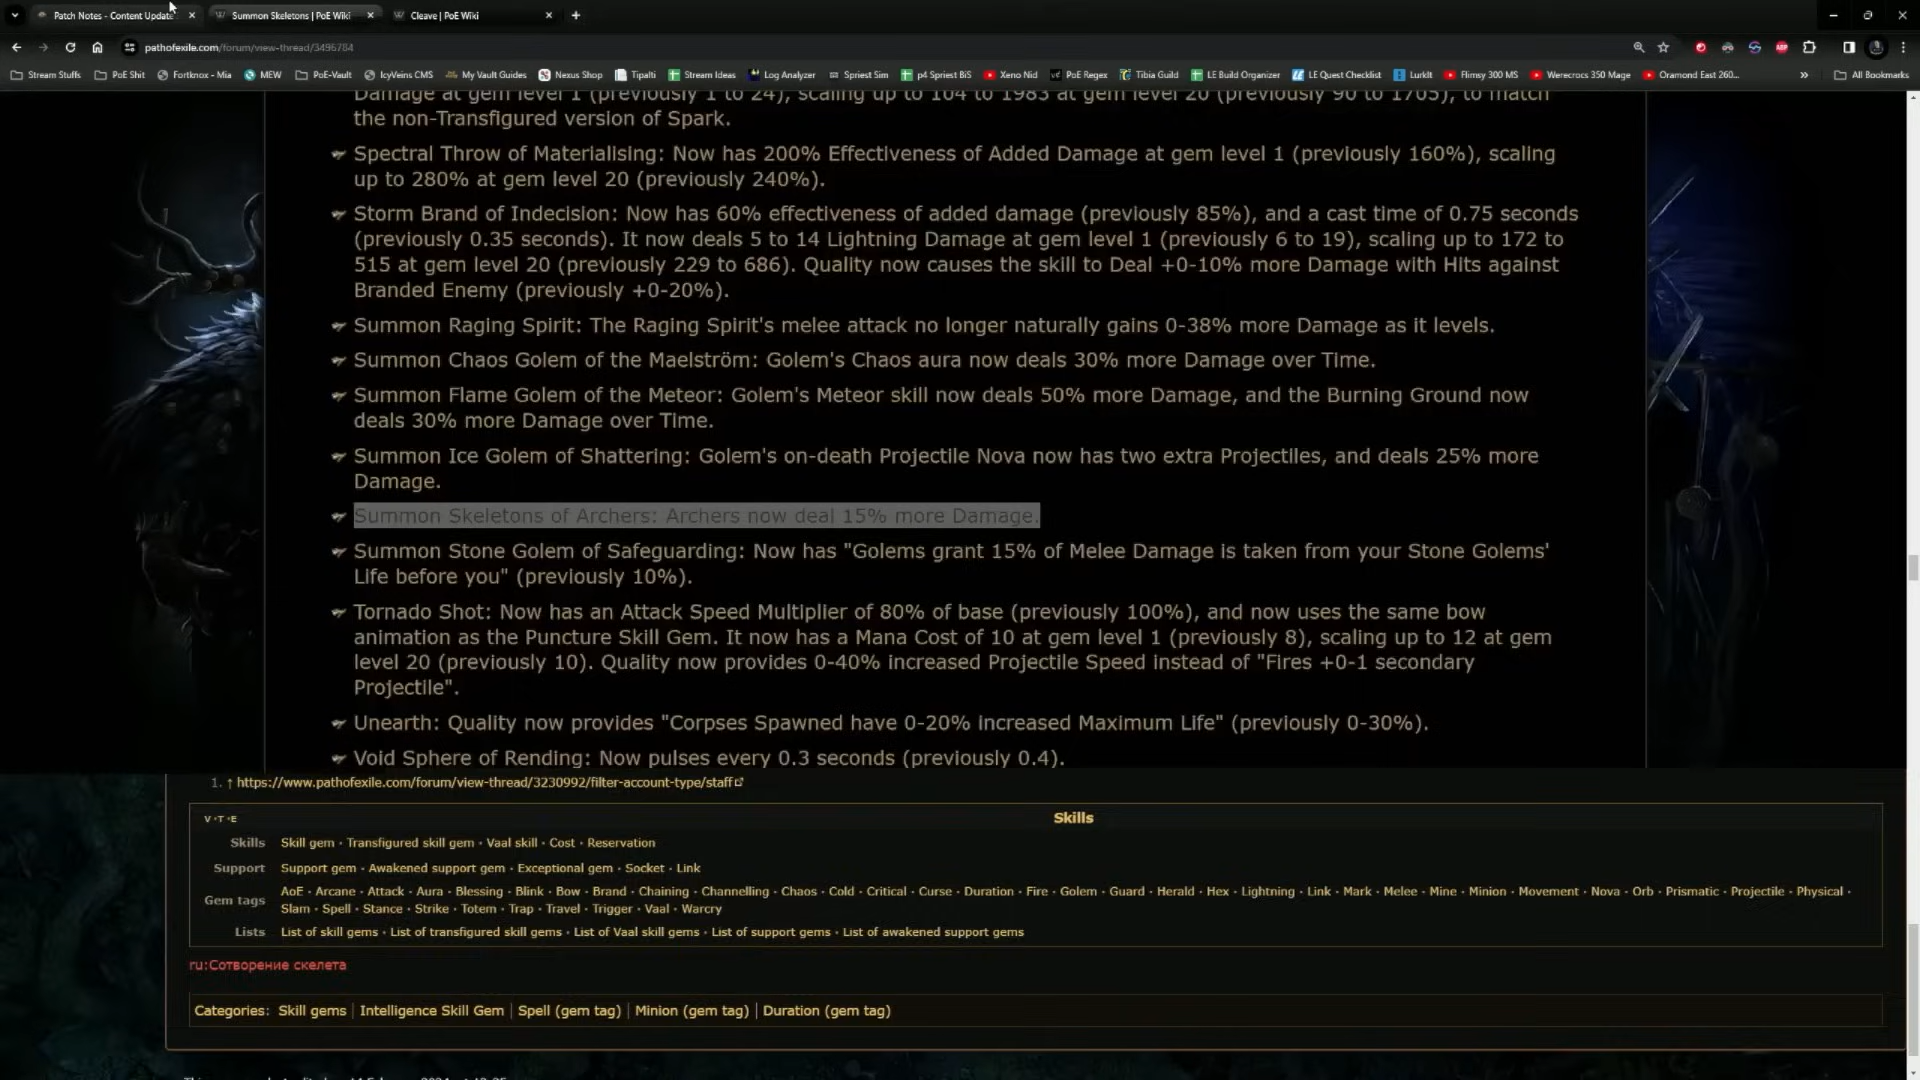 Patch Notes - Content Update
Summon Skeletons | PoE Wiki
Cleave | PoE Wiki
pathofexile.com/forum/view-thread/3496784
Stream Stuffs PoE Shit Fortknox - Mia MEW PoE-Vault IcyVeins CMS My Vault Guides Nexus Shop Tipalti Stream Ideas Log Analyzer Spriest Sim p4 Spriest BiS Xeno Nid PoE Regex Tibia Guild LE Build Organizer LE Quest Checklist Lurkit Flimsy 300 MS Werecrocs 350 Mage Oramond East 260... » All Bookmarks
Damage at gem level 1 (previously 1 to 24), scaling up to 104 to 1983 at gem level 20 (previously 90 to 1705), to match
the non-Transfigured version of Spark.
Spectral Throw of Materialising: Now has 200% Effectiveness of Added Damage at gem level 1 (previously 160%), scaling
up to 280% at gem level 20 (previously 240%).
Storm Brand of Indecision: Now has 60% effectiveness of added damage (previously 85%), and a cast time of 0.75 seconds
(previously 0.35 seconds). It now deals 5 to 14 Lightning Damage at gem level 1 (previously 6 to 19), scaling up to 172 to
515 at gem level 20 (previously 229 to 686). Quality now causes the skill to Deal +0-10% more Damage with Hits against
Branded Enemy (previously +0-20%).
Summon Raging Spirit: The Raging Spirit's melee attack no longer naturally gains 0-38% more Damage as it levels.
Summon Chaos Golem of the Maelström: Golem's Chaos aura now deals 30% more Damage over Time.
Summon Flame Golem of the Meteor: Golem's Meteor skill now deals 50% more Damage, and the Burning Ground now
deals 30% more Damage over Time.
Summon Ice Golem of Shattering: Golem's on-death Projectile Nova now has two extra Projectiles, and deals 25% more
Damage.
Summon Skeletons of Archers: Archers now deal 15% more Damage.
Summon Stone Golem of Safeguarding: Now has "Golems grant 15% of Melee Damage is taken from your Stone Golems'
Life before you" (previously 10%).
Tornado Shot: Now has an Attack Speed Multiplier of 80% of base (previously 100%), and now uses the same bow
animation as the Puncture Skill Gem. It now has a Mana Cost of 10 at gem level 1 (previously 8), scaling up to 12 at gem
level 20 (previously 10). Quality now provides 0-40% increased Projectile Speed instead of "Fires +0-1 secondary
Projectile".
Unearth: Quality now provides "Corpses Spawned have 0-20% increased Maximum Life" (previously 0-30%).
Void Sphere of Rending: Now pulses every 0.3 seconds (previously 0.4).
1. ↑ https://www.pathofexile.com/forum/view-thread/3230992/filter-account-type/staff
V·T·E Skills
Skills Skill gem · Transfigured skill gem · Vaal skill · Cost · Reservation
Support Support gem · Awakened support gem · Exceptional gem · Socket · Link
Gem tags AoE · Arcane · Attack · Aura · Blessing · Blink · Bow · Brand · Chaining · Channelling · Chaos · Cold · Critical · Curse · Duration · Fire · Golem · Guard · Herald · Hex · Lightning · Link · Mark · Melee · Mine · Minion · Movement · Nova · Orb · Prismatic · Projectile · Physical ·
Slam · Spell · Stance · Strike · Totem · Trap · Travel · Trigger · Vaal · Warcry
Lists List of skill gems · List of transfigured skill gems · List of Vaal skill gems · List of support gems · List of awakened support gems
ru:Сотворение скелета
Categories: Skill gems | Intelligence Skill Gem | Spell (gem tag) | Minion (gem tag) | Duration (gem tag)